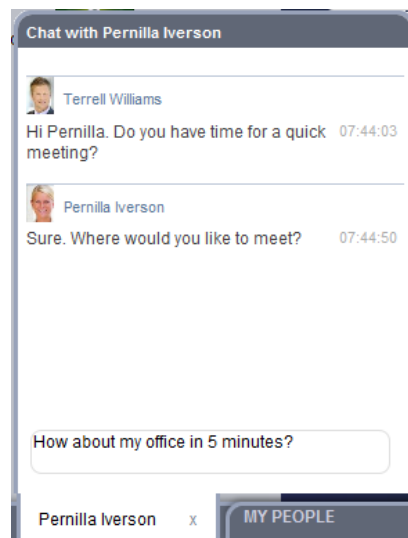 Chat with Pernilla Iverson
Terrell Williams
Hi Pernilla. Do you have time for a quick 07:44:03
meeting?
Pernilla Iverson
Sure. Where would you like to meet? 07:44:50
How about my office in 5 minutes?
Pernilla Iverson x MY PEOPLE